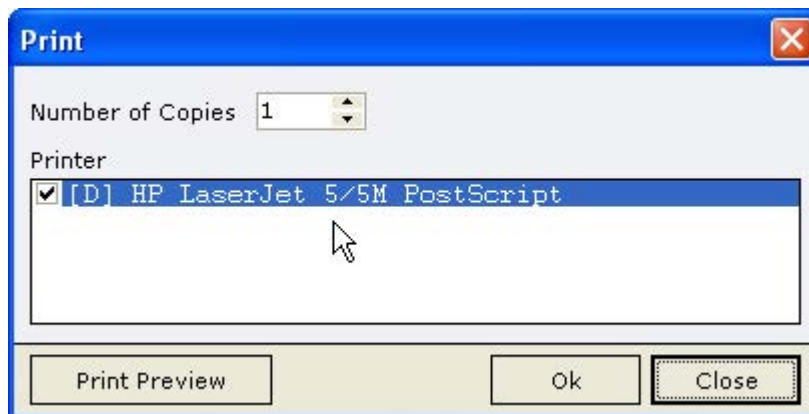 Print
Number of Copies 1
Printer
[D] HP LaserJet 5/5M PostScript
Print Preview Ok Close